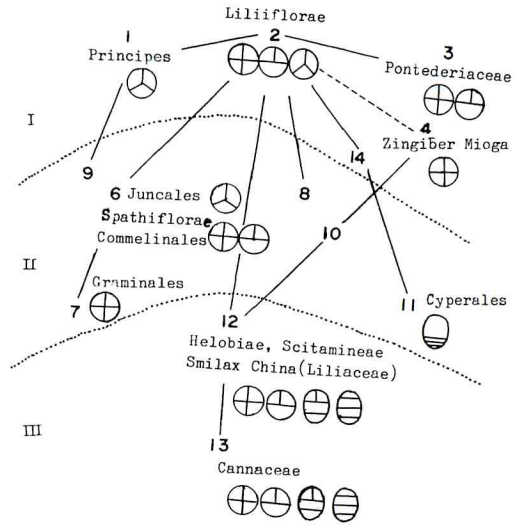 Liliiflorae
1
2
3
Principes
Pontederiaceae
4
I
Zingiber Mioga
14
9
6 Juncales
8
Spathiflorae
Commelinales
10
II
Graminales
7
11 Cyperales
12
Helobiae, Scitamineae
Smilax China(Liliaceae)
III
13
Cannaceae